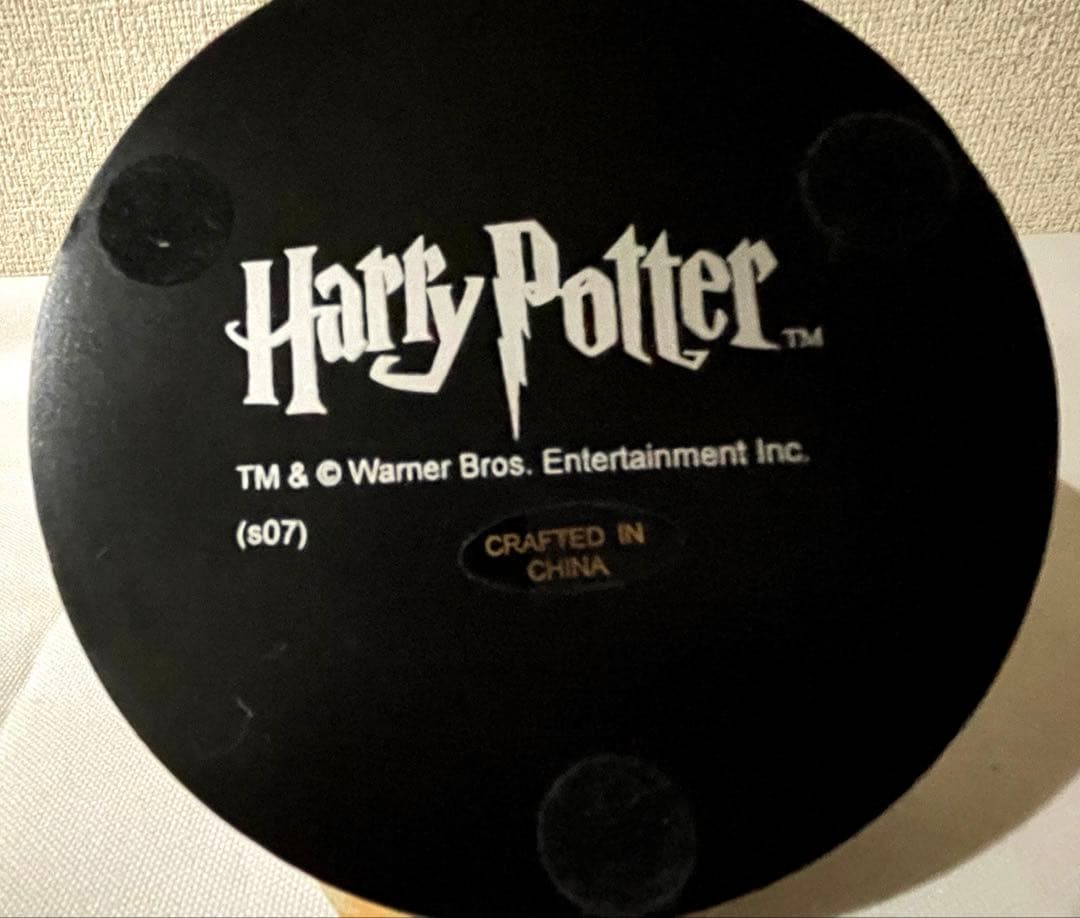 Harry Potter™
TM & © Warner Bros. Entertainment Inc.
(s07)
CRAFTED IN
CHINA